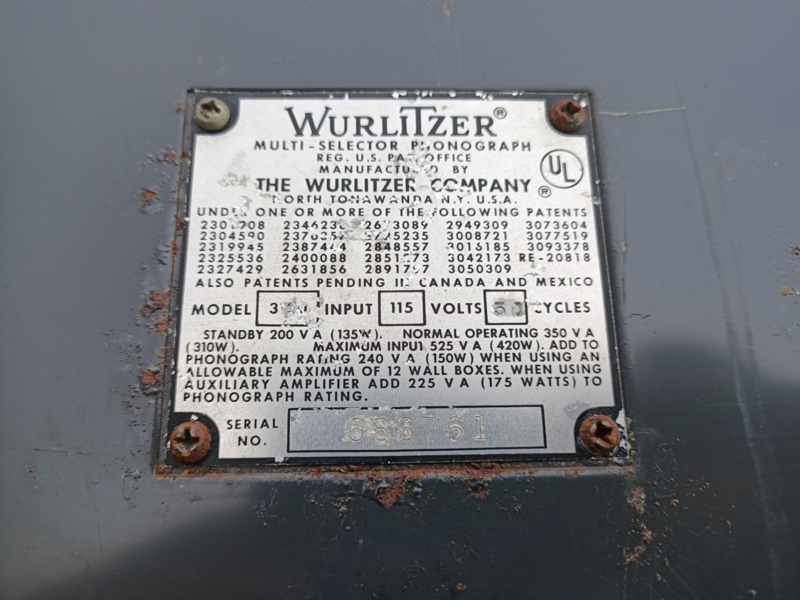 WURLITZER®
MULTI-SELECTOR PHONOGRAPH
REG. U.S. PAT. OFFICE
MANUFACTURED BY
THE WURLITZER COMPANY ®
UL
NORTH TONAWANDA N.Y. U.S.A.
UNDER ONE OR MORE OF THE FOLLOWING PATENTS
2673089 2949309 3073604
2304590 3008721 3077519
2319945 2848557 3015185 3093378
2325536 2400088 3042173 RE-20818
2327429 2631856 3050309
ALSO PATENTS PENDING IN CANADA AND MEXICO
MODEL INPUT 115 VOLTS CYCLES
STANDBY 200 V A (135W). NORMAL OPERATING 350 V A
(310W). MAXIMUM INPUT 525 V A (420W). ADD TO
PHONOGRAPH RATING 240 V A (150W) WHEN USING AN
ALLOWABLE MAXIMUM OF 12 WALL BOXES. WHEN USING
AUXILIARY AMPLIFIER ADD 225 V A (175 WATTS) TO
PHONOGRAPH RATING.
SERIAL
NO.